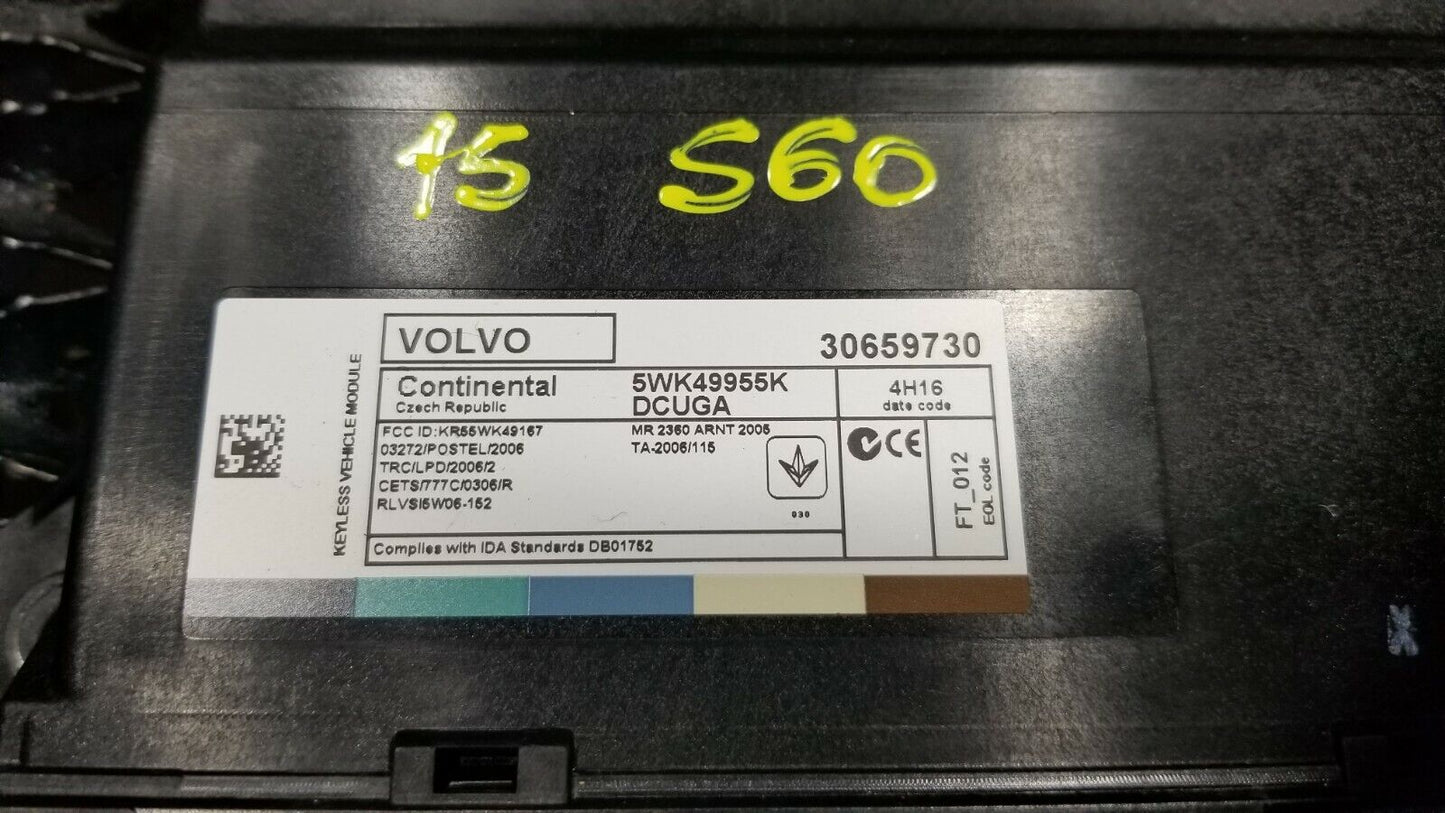 15 S60
VOLVO 30659730
KEYLESS VEHICLE MODULE
Continental 5WK49955K 4H16
Czech Republic DCUGA date code
FCC ID:KR55WK49167 MR 2360 ARNT 2005
03272/POSTEL/2006 TA-2006/115
TRC/LPD/2006/2
CETS/777C/0306/R
RLVSI5W06-152
030
CE
FT_012
EOL code
Complies with IDA Standards DB01752